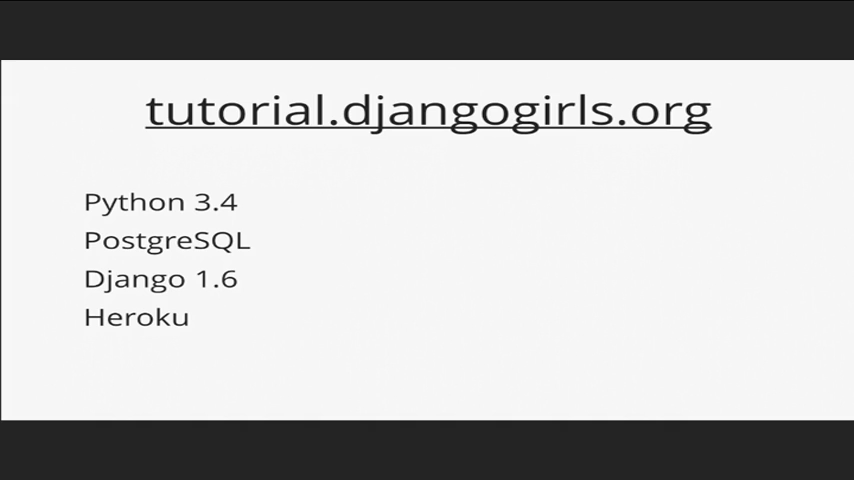 tutorial.djangogirls.org
Python 3.4
PostgreSQL
Django 1.6
Heroku